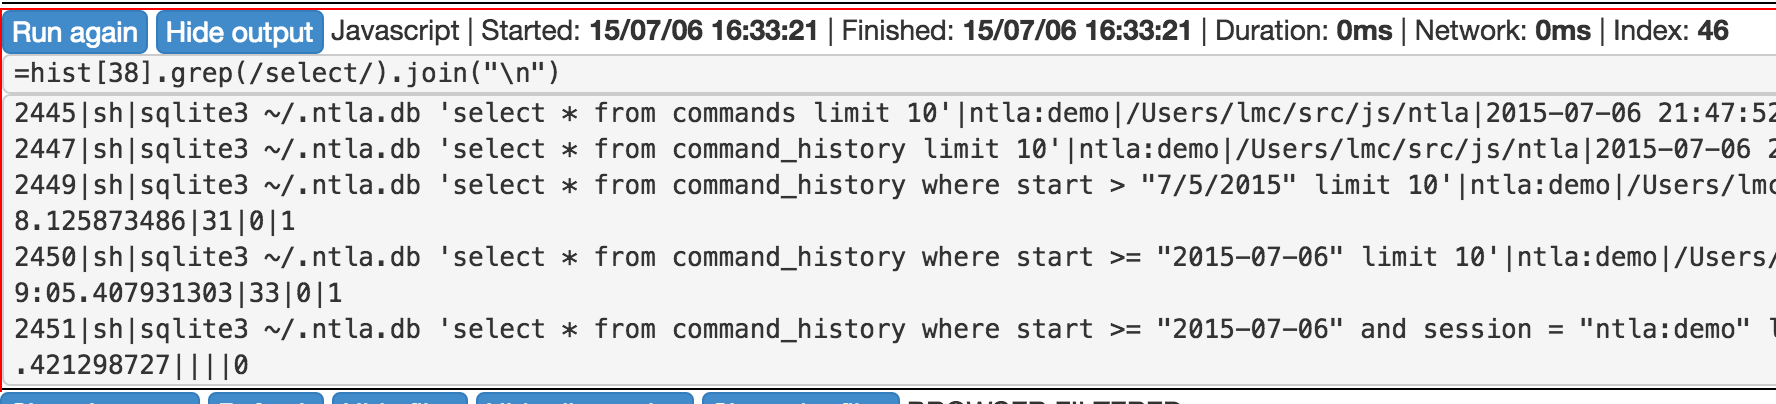 Run again Hide output Javascript | Started: 15/07/06 16:33:21 | Finished: 15/07/06 16:33:21 | Duration: 0ms | Network: 0ms | Index: 46
=hist[38].grep(/select/).join("\n")
2445|sh|sqlite3 ~/.ntla.db 'select * from commands limit 10'|ntla:demo|/Users/lmc/src/js/ntla|2015-07-06 21:47:52
2447|sh|sqlite3 ~/.ntla.db 'select * from command_history limit 10'|ntla:demo|/Users/lmc/src/js/ntla|2015-07-06 2
2449|sh|sqlite3 ~/.ntla.db 'select * from command_history where start > "7/5/2015" limit 10'|ntla:demo|/Users/lmc
8.125873486|31|0|1
2450|sh|sqlite3 ~/.ntla.db 'select * from command_history where start >= "2015-07-06" limit 10'|ntla:demo|/Users/
9:05.407931303|33|0|1
2451|sh|sqlite3 ~/.ntla.db 'select * from command_history where start >= "2015-07-06" and session = "ntla:demo" l
.421298727||||0
BROWSER FILTERED